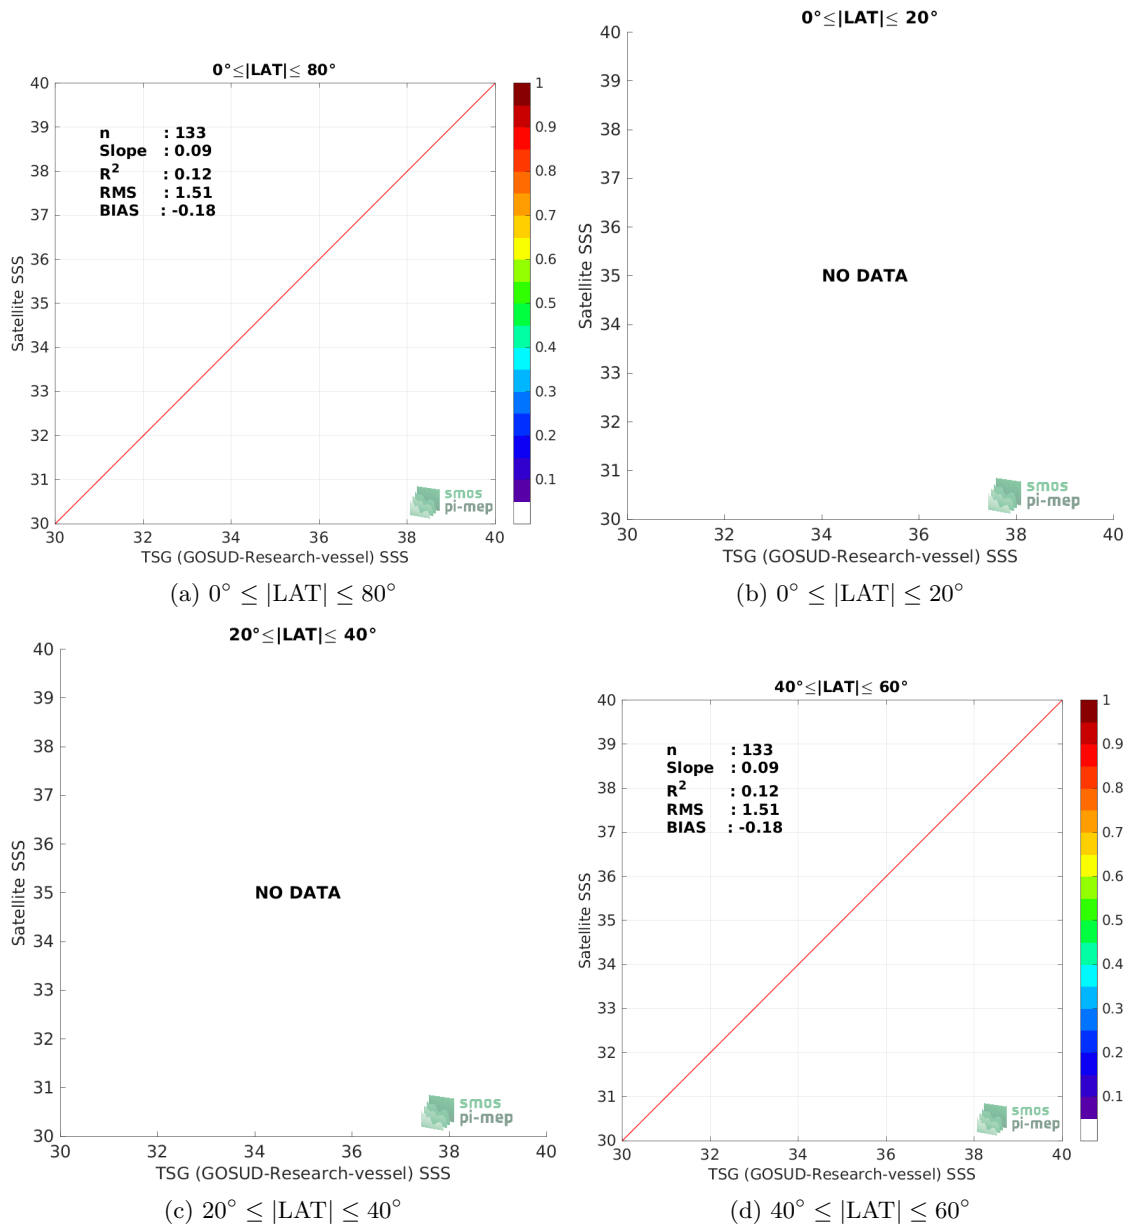 0°≤|LAT|≤ 80°
40
39
38
37
36
35
34
33
32
31
30
Satellite SSS
n : 133
Slope : 0.09
R² : 0.12
RMS : 1.51
BIAS : -0.18
smos
pi-mep
30 32 34 36 38 40
TSG (GOSUD-Research-vessel) SSS
1
0.9
0.8
0.7
0.6
0.5
0.4
0.3
0.2
0.1
(a) 0° ≤ |LAT| ≤ 80°
0°≤|LAT|≤ 20°
40
39
38
37
36
35
34
33
32
31
30
Satellite SSS
NO DATA
smos
pi-mep
30 32 34 36 38 40
TSG (GOSUD-Research-vessel) SSS
(b) 0° ≤ |LAT| ≤ 20°
20°≤|LAT|≤ 40°
40
39
38
37
36
35
34
33
32
31
30
Satellite SSS
NO DATA
smos
pi-mep
30 32 34 36 38 40
TSG (GOSUD-Research-vessel) SSS
(c) 20° ≤ |LAT| ≤ 40°
40°≤|LAT|≤ 60°
40
39
38
37
36
35
34
33
32
31
30
Satellite SSS
n : 133
Slope : 0.09
R² : 0.12
RMS : 1.51
BIAS : -0.18
smos
pi-mep
30 32 34 36 38 40
TSG (GOSUD-Research-vessel) SSS
1
0.9
0.8
0.7
0.6
0.5
0.4
0.3
0.2
0.1
(d) 40° ≤ |LAT| ≤ 60°